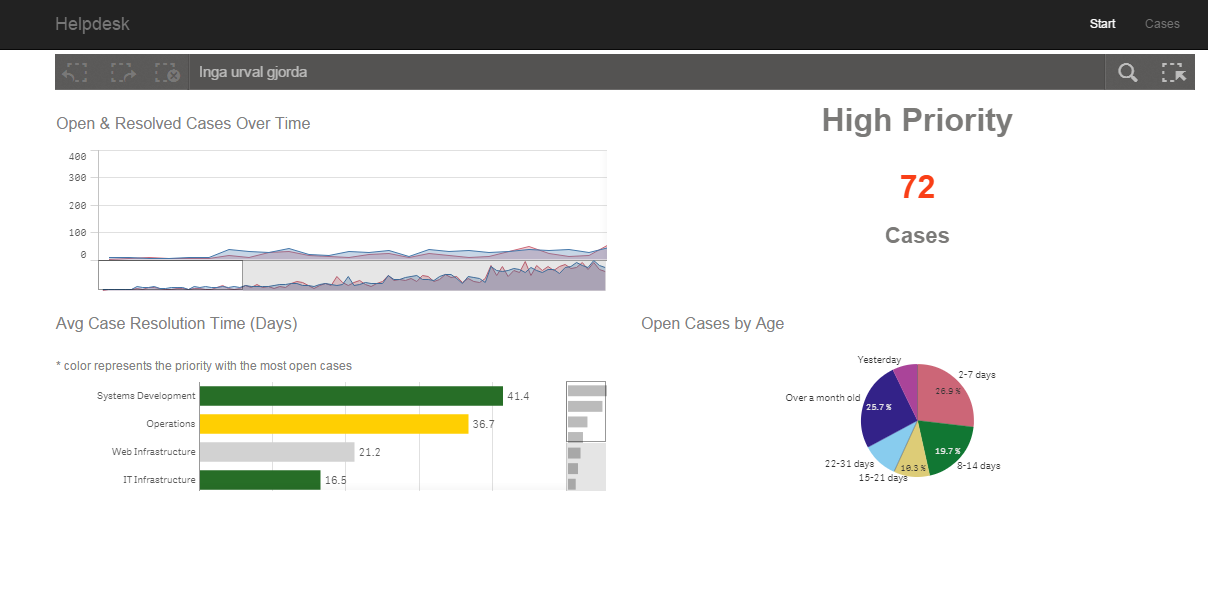 Helpdesk
Start
Cases
Inga urval gjorda
Open & Resolved Cases Over Time
400
300
200
100
0
High Priority
72
Cases
Avg Case Resolution Time (Days)
* color represents the priority with the most open cases
Systems Development 41.4
Operations 36.7
Web Infrastructure 21.2
IT Infrastructure 16.5
Open Cases by Age
Yesterday
2-7 days
26.9 %
Over a month old
25.7 %
19.7 %
22-31 days
10.3 %
8-14 days
15-21 days